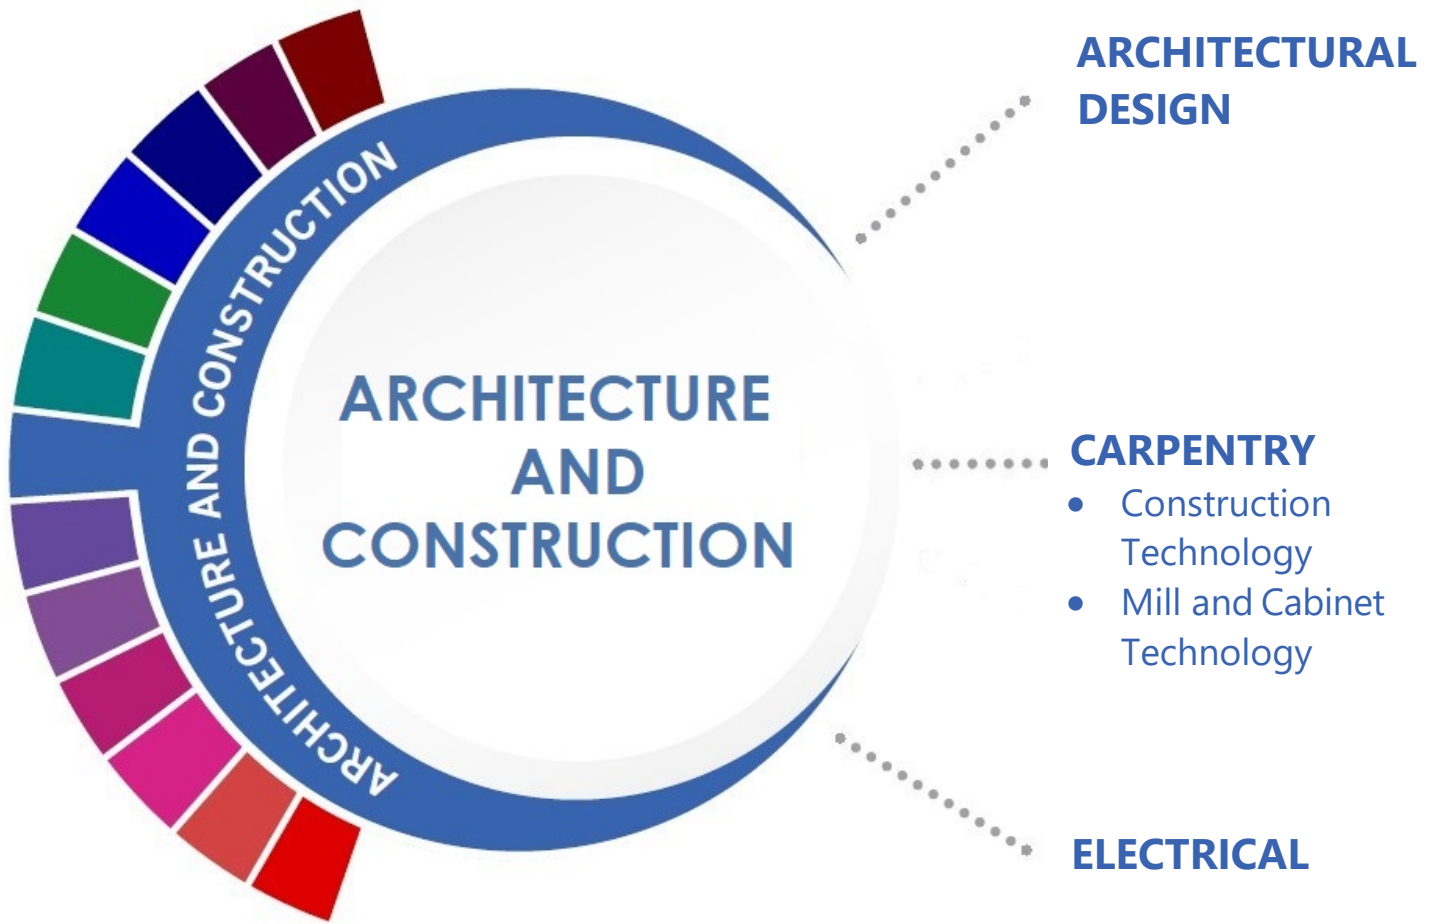 ARCHITECTURE AND CONSTRUCTION
ARCHITECTURE
AND
CONSTRUCTION
ARCHITECTURAL
DESIGN
CARPENTRY
• Construction
Technology
• Mill and Cabinet
Technology
ELECTRICAL